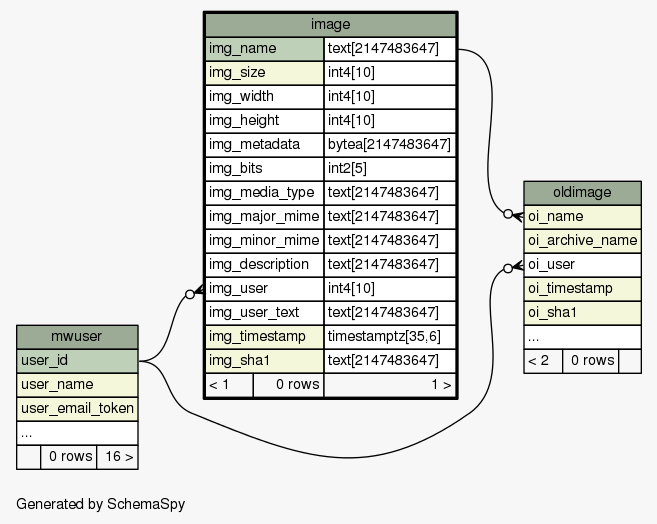 image
img_name text[2147483647]
img_size int4[10]
img_width int4[10]
img_height int4[10]
img_metadata bytea[2147483647]
img_bits int2[5]
img_media_type text[2147483647]
img_major_mime text[2147483647]
img_minor_mime text[2147483647]
img_description text[2147483647]
img_user int4[10]
img_user_text text[2147483647]
img_timestamp timestamptz[35,6]
img_sha1 text[2147483647]
< 1 0 rows 1 >
oldimage
oi_name
oi_archive_name
oi_user
oi_timestamp
oi_sha1
...
< 2 0 rows
mwuser
user_id
user_name
user_email_token
...
0 rows 16 >
Generated by SchemaSpy